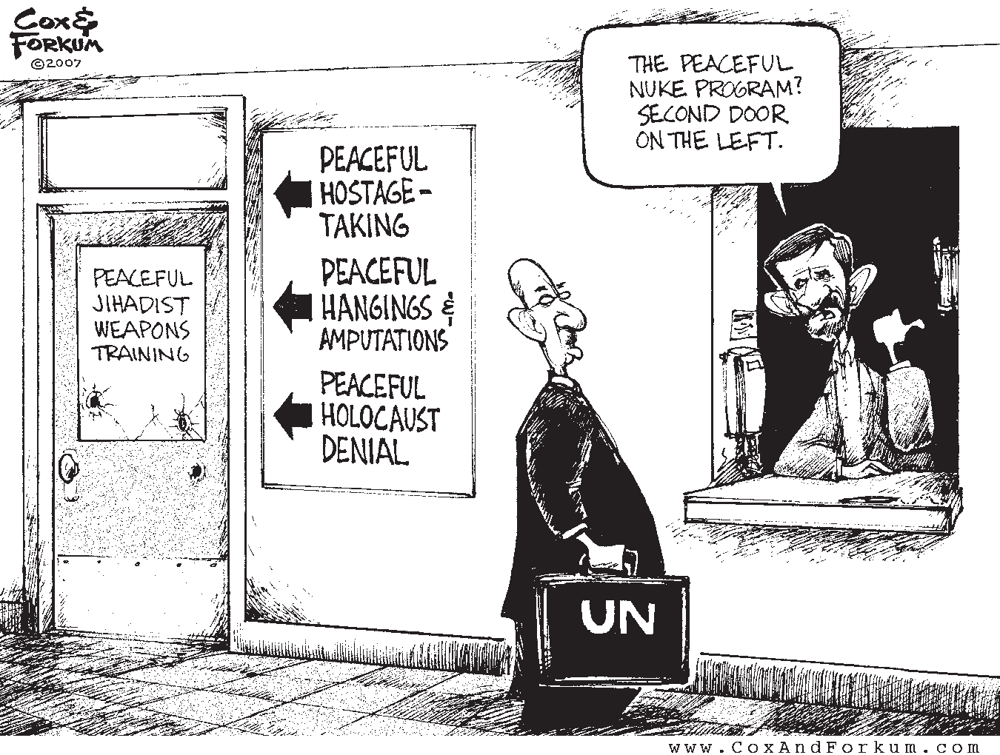 COX &
FORKUM
©2007
THE PEACEFUL
NUKE PROGRAM?
SECOND DOOR
ON THE LEFT.
PEACEFUL
HOSTAGE-
TAKING
PEACEFUL
HANGINGS &
AMPUTATIONS
PEACEFUL
HOLOCAUST
DENIAL
PEACEFUL
JIHADIST
WEAPONS
TRAINING
UN
www.CoxAndForkum.com